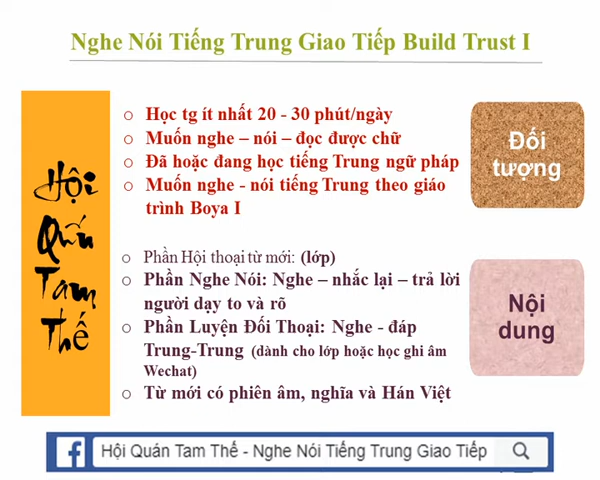 Nghe Nói Tiếng Trung Giao Tiếp Build Trust I
Hội
Quán
Tam
Thế
o Học tg ít nhất 20 - 30 phút/ngày
o Muốn nghe – nói – đọc được chữ
o Đã hoặc đang học tiếng Trung ngữ pháp
o Muốn nghe - nói tiếng Trung theo giáo
trình Boya I
Đối
tượng
o Phần Hội thoại từ mới: (lớp)
o Phần Nghe Nói: Nghe – nhắc lại – trả lời
người dạy to và rõ
o Phần Luyện Đối Thoại: Nghe - đáp
Trung-Trung (dành cho lớp hoặc học ghi âm
Wechat)
o Từ mới có phiên âm, nghĩa và Hán Việt
Nội
dung
f Hội Quán Tam Thế - Nghe Nói Tiếng Trung Giao Tiếp